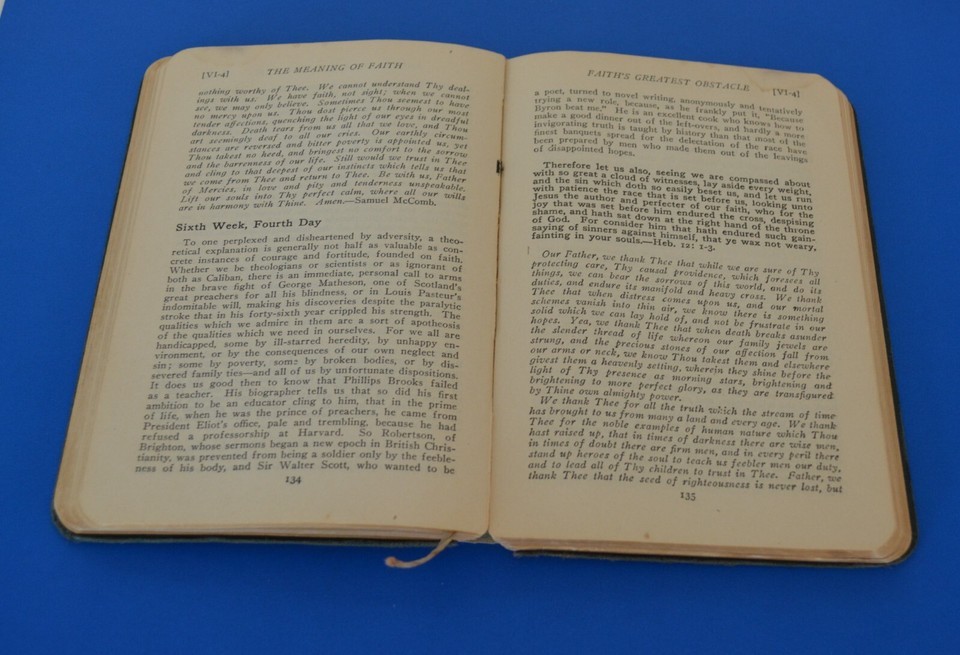 [VI-4] THE MEANING OF FAITH
nothing worthy of Thee. We cannot understand Thy deal-
ings with us. We have faith, not sight; when we cannot
see, we may only believe. Sometimes Thou seemest to have
no mercy upon us. Thou dost pierce us through our most
tender affections, quenching the light of our eyes in dreadful
darkness. Death tears from us all that we love, and Thou
art seemingly deaf to all our cries. Our earthly circum-
stances are reversed and bitter poverty is appointed us, yet
Thou takest no heed, and bringest no comfort to the sorrow
and the barrenness of our life. Still would we trust in Thee
and cling to that deepest of our instincts which tells us that
we come from Thee and return to Thee. Be with us, Father
of Mercies, in love and pity and tenderness unspeakable.
Lift our souls into Thy perfect calm, where all our wills
are in harmony with Thine. Amen.—Samuel McComb.
Sixth Week, Fourth Day
To one perplexed and disheartened by adversity, a theo-
retical explanation is generally not half as valuable as con-
crete instances of courage and fortitude, founded on faith.
Whether we be theologians or scientists or as ignorant of
both as Caliban, there is an immediate, personal call to arms
in the brave fight of George Matheson, one of Scotland's
great preachers for all his blindness, or in Louis Pasteur's
indomitable will, making his discoveries despite the paralytic
stroke that in his forty-sixth year crippled his strength. The
qualities which we admire in them are a sort of apotheosis
of the qualities which we need in ourselves. For we all are
handicapped, some by ill-starred heredity, by unhappy en-
vironment, or by the consequences of our own neglect and
sin; some by poverty, some by broken bodies, or by dis-
severed family ties—and all of us by unfortunate dispositions.
It does us good then to know that Phillips Brooks failed
as a teacher. His biographer tells us that so did his first
ambition to be an educator cling to him, that in the prime
of life, when he was the prince of preachers, he came from
President Eliot's office, pale and trembling, because he had
refused a professorship at Harvard. So Robertson, of
Brighton, whose sermons began a new epoch in British Chris-
tianity, was prevented from being a soldier only by the feeble-
ness of his body, and Sir Walter Scott, who wanted to be
134
FAITH'S GREATEST OBSTACLE [VI-4]
a poet, turned to novel writing, anonymously and tentatively
trying a new role, because, as he frankly put it, "Because
Byron beat me." He is an excellent cook who knows how to
make a good dinner out of the left-overs, and hardly a more
invigorating truth is taught by history than that most of the
finest banquets spread for the delectation of the race have
been prepared by men who made them out of the leavings
of disappointed hopes.
Therefore let us also, seeing we are compassed about
with so great a cloud of witnesses, lay aside every weight,
and the sin which doth so easily beset us, and let us run
with patience the race that is set before us, looking unto
Jesus the author and perfecter of our faith, who for the
joy that was set before him endured the cross, despising
shame, and hath sat down at the right hand of the throne
of God. For consider him that hath endured such gain-
saying of sinners against himself, that ye wax not weary,
fainting in your souls.—Heb. 12: 1-3.
Our Father, we thank Thee that while we are sure of Thy
protecting care, Thy causal providence, which foresees all
things, we can bear the sorrows of this world, and do its
duties, and endure its manifold and heavy cross. We thank
Thee that when distress comes upon us, and our mortal
schemes vanish into thin air, we know there is something
solid which we can lay hold of, and not be frustrate in our
hopes. Yea, we thank Thee that when death breaks asunder
the slender thread of life whereon our family jewels are
strung, and the precious stones of our affection fall from
our arms or neck, we know Thou takest them and elsewhere
givest them a heavenly setting, wherein they shine before the
light of Thy presence as morning stars, brightening and
brightening to more perfect glory, as they are transfigured
by Thine own almighty power.
We thank Thee for all the truth which the stream of time
has brought to us from many a land and every age. We thank
Thee for the noble examples of human nature which Thou
hast raised up, that in times of darkness there are wise men,
in times of doubt there are firm men, and in every peril there
stand up heroes of the soul to teach us feebler men our duty,
and to lead all of Thy children to trust in Thee. Father, we
thank Thee that the seed of righteousness is never lost, but
135